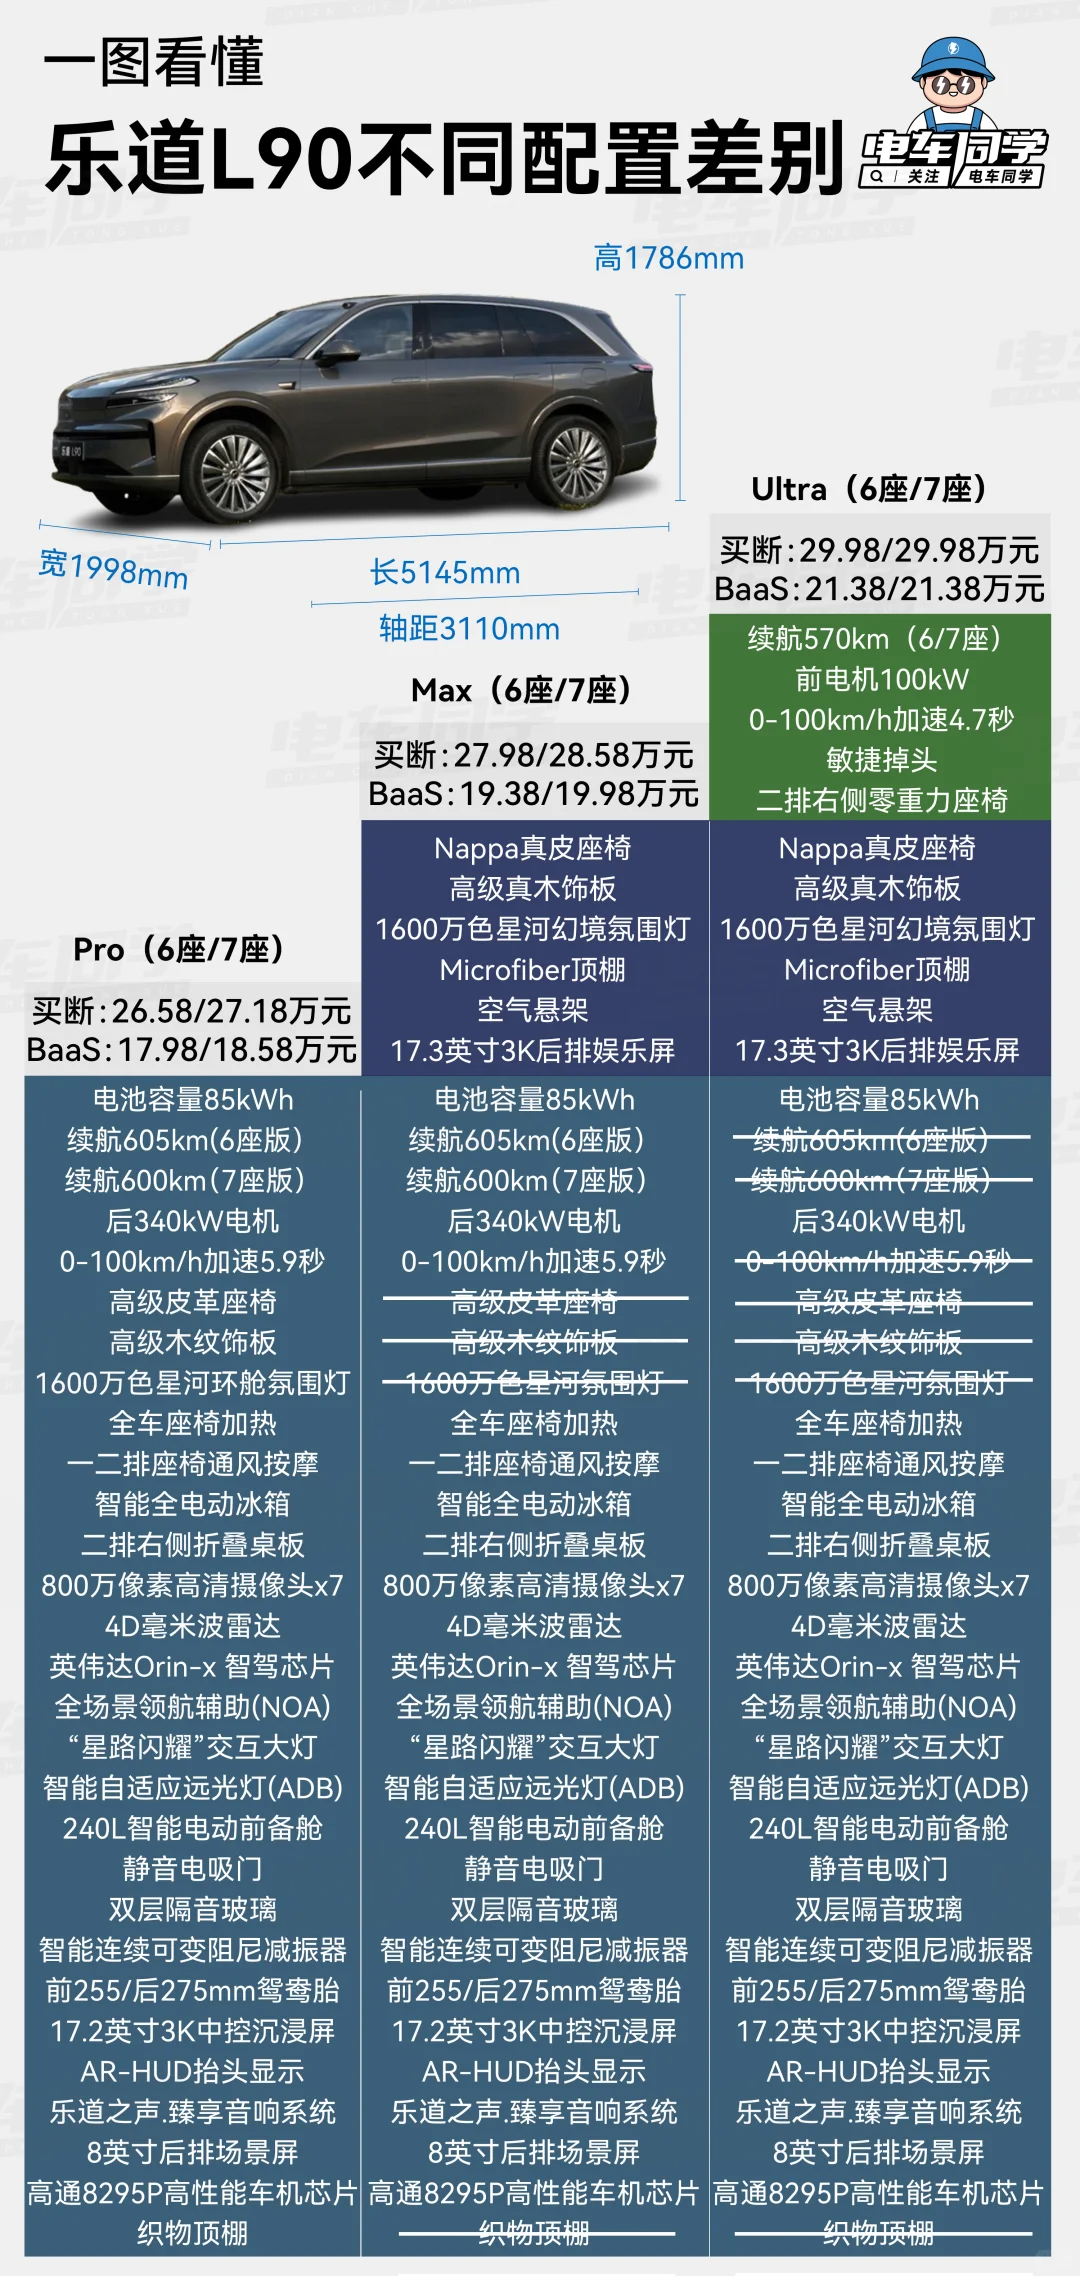 一图看懂
乐道L90不同配置差别
电车同学
关注 电车同学
高1786mm
乐道 L90
宽1998mm
长5145mm
轴距3110mm
Ultra（6座/7座）
买断:29.98/29.98万元
BaaS:21.38/21.38万元
续航570km（6/7座）
前电机100kW
0-100km/h加速4.7秒
敏捷掉头
二排右侧零重力座椅
Nappa真皮座椅
高级真木饰板
1600万色星河幻境氛围灯
Microfiber顶棚
空气悬架
17.3英寸3K后排娱乐屏
电池容量85kWh
续航605km(6座版)
续航600km(7座版)
后340kW电机
0-100km/h加速5.9秒
高级皮革座椅
高级木纹饰板
1600万色星河氛围灯
全车座椅加热
一二排座椅通风按摩
智能全电动冰箱
二排右侧折叠桌板
800万像素高清摄像头x7
4D毫米波雷达
英伟达Orin-x 智驾芯片
全场景领航辅助(NOA)
“星路闪耀”交互大灯
智能自适应远光灯(ADB)
240L智能电动前备舱
静音电吸门
双层隔音玻璃
智能连续可变阻尼减振器
前255/后275mm鸳鸯胎
17.2英寸3K中控沉浸屏
AR-HUD抬头显示
乐道之声.臻享音响系统
8英寸后排场景屏
高通8295P高性能车机芯片
织物顶棚
Max（6座/7座）
买断:27.98/28.58万元
BaaS:19.38/19.98万元
Nappa真皮座椅
高级真木饰板
1600万色星河幻境氛围灯
Microfiber顶棚
空气悬架
17.3英寸3K后排娱乐屏
电池容量85kWh
续航605km(6座版)
续航600km(7座版)
后340kW电机
0-100km/h加速5.9秒
高级皮革座椅
高级木纹饰板
1600万色星河氛围灯
全车座椅加热
一二排座椅通风按摩
智能全电动冰箱
二排右侧折叠桌板
800万像素高清摄像头x7
4D毫米波雷达
英伟达Orin-x 智驾芯片
全场景领航辅助(NOA)
“星路闪耀”交互大灯
智能自适应远光灯(ADB)
240L智能电动前备舱
静音电吸门
双层隔音玻璃
智能连续可变阻尼减振器
前255/后275mm鸳鸯胎
17.2英寸3K中控沉浸屏
AR-HUD抬头显示
乐道之声.臻享音响系统
8英寸后排场景屏
高通8295P高性能车机芯片
织物顶棚
Pro（6座/7座）
买断:26.58/27.18万元
BaaS:17.98/18.58万元
电池容量85kWh
续航605km(6座版)
续航600km(7座版)
后340kW电机
0-100km/h加速5.9秒
高级皮革座椅
高级木纹饰板
1600万色星河环舱氛围灯
全车座椅加热
一二排座椅通风按摩
智能全电动冰箱
二排右侧折叠桌板
800万像素高清摄像头x7
4D毫米波雷达
英伟达Orin-x 智驾芯片
全场景领航辅助(NOA)
“星路闪耀”交互大灯
智能自适应远光灯(ADB)
240L智能电动前备舱
静音电吸门
双层隔音玻璃
智能连续可变阻尼减振器
前255/后275mm鸳鸯胎
17.2英寸3K中控沉浸屏
AR-HUD抬头显示
乐道之声.臻享音响系统
8英寸后排场景屏
高通8295P高性能车机芯片
织物顶棚